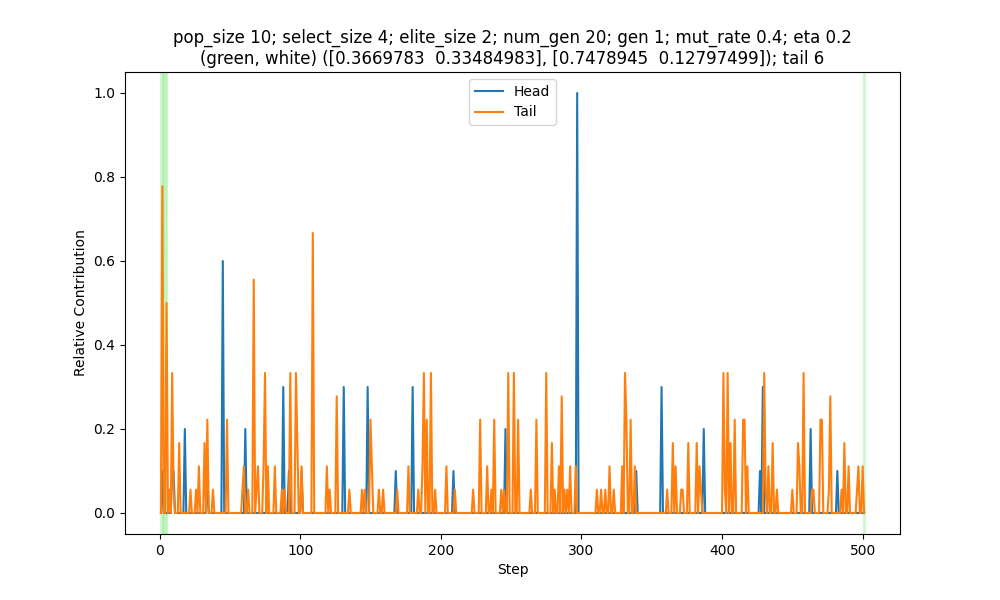 pop_size 10; select_size 4; elite_size 2; num_gen 20; gen 1; mut_rate 0.4; eta 0.2
(green, white) ([0.3669783  0.33484983], [0.7478945  0.12797499]); tail 6
Head
Tail
Relative Contribution
1.0
0.8
0.6
0.4
0.2
0.0
0
100
200
300
400
500
Step